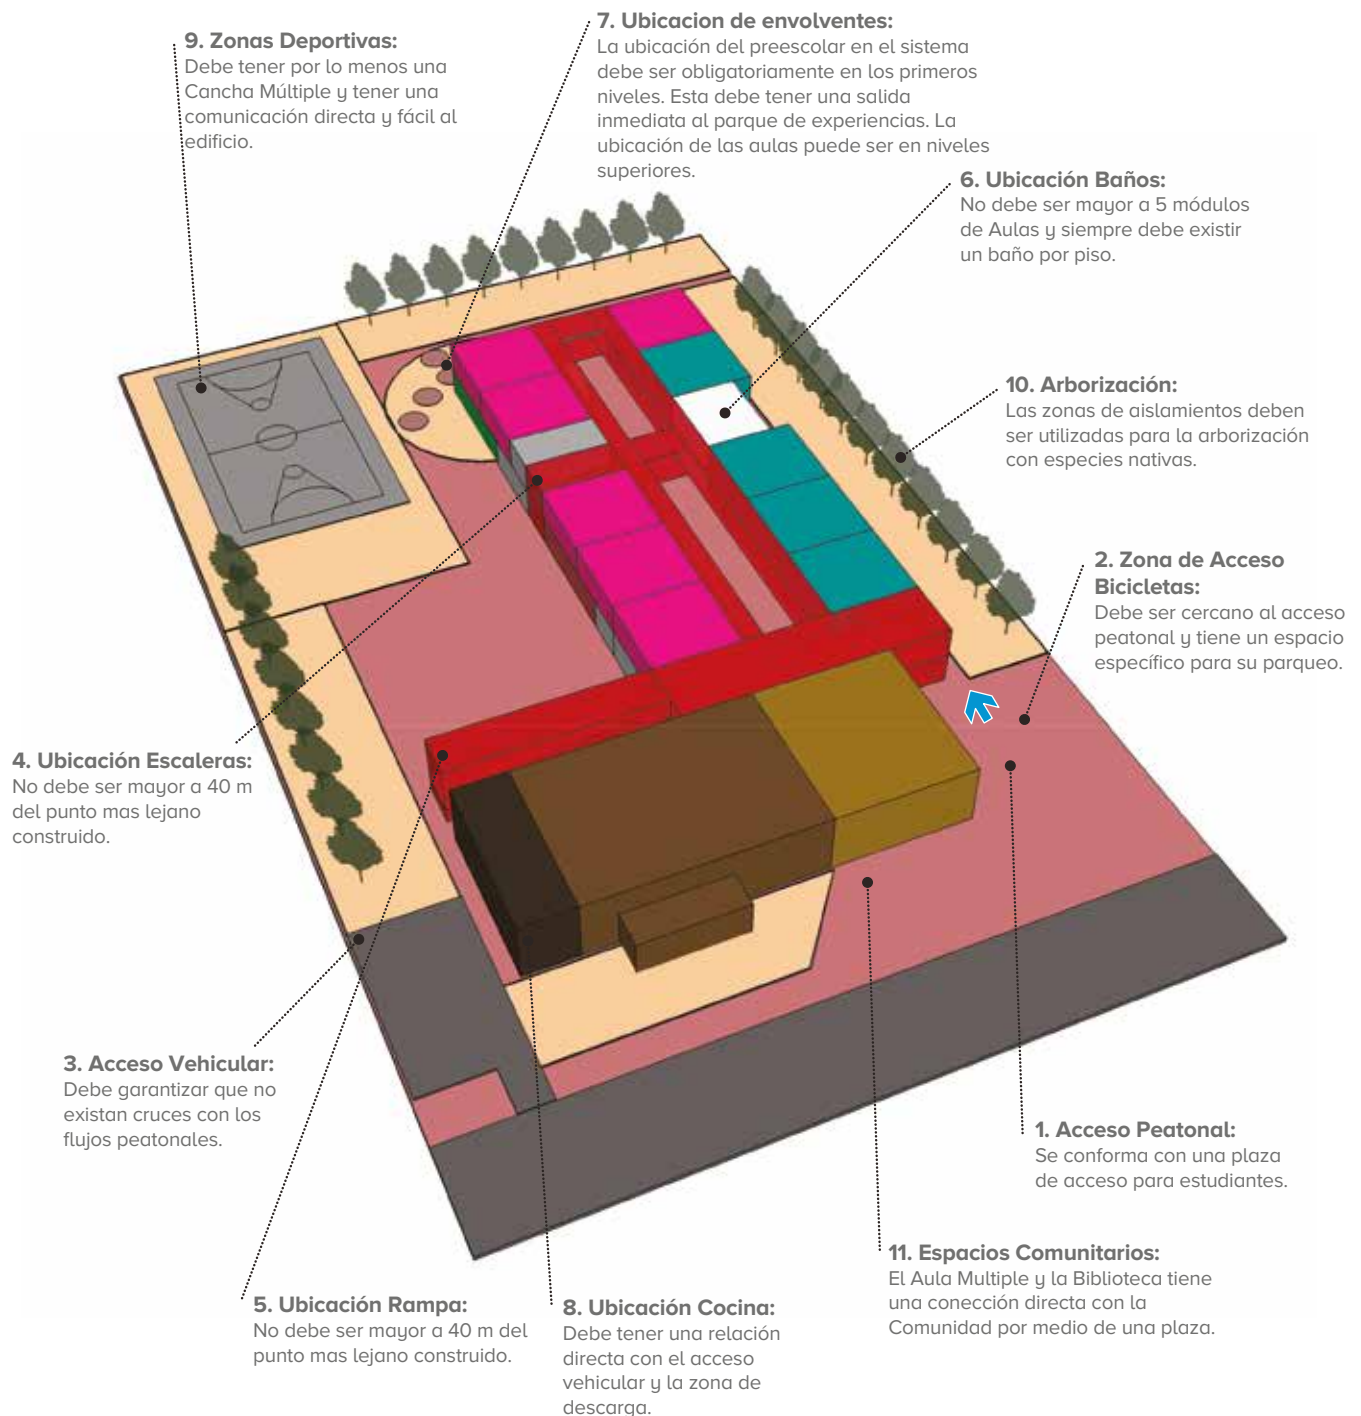 9. Zonas Deportivas:
Debe tener por lo menos una
Cancha Múltiple y tener una
comunicación directa y fácil al
edificio.
7. Ubicacion de envolventes:
La ubicación del preescolar en el sistema
debe ser obligatoriamente en los primeros
niveles. Esta debe tener una salida
inmediata al parque de experiencias. La
ubicación de las aulas puede ser en niveles
superiores.
6. Ubicación Baños:
No debe ser mayor a 5 módulos
de Aulas y siempre debe existir
un baño por piso.
10. Arborización:
Las zonas de aislamientos deben
ser utilizadas para la arborización
con especies nativas.
2. Zona de Acceso
Bicicletas:
Debe ser cercano al acceso
peatonal y tiene un espacio
específico para su parqueo.
4. Ubicación Escaleras:
No debe ser mayor a 40 m
del punto mas lejano
construido.
3. Acceso Vehicular:
Debe garantizar que no
existan cruces con los
flujos peatonales.
1. Acceso Peatonal:
Se conforma con una plaza
de acceso para estudiantes.
11. Espacios Comunitarios:
El Aula Multiple y la Biblioteca tiene
una conección directa con la
Comunidad por medio de una plaza.
5. Ubicación Rampa:
No debe ser mayor a 40 m del
punto mas lejano construido.
8. Ubicación Cocina:
Debe tener una relación
directa con el acceso
vehicular y la zona de
descarga.